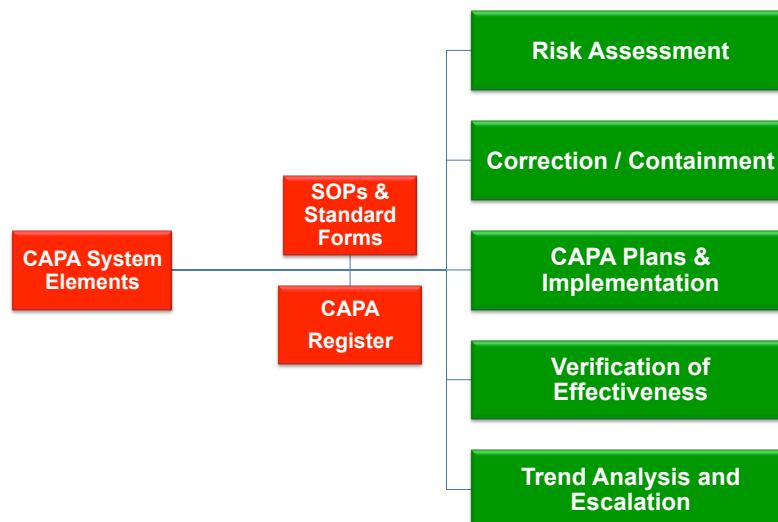 CAPA System
Elements
SOPs &
Standard
Forms
CAPA
Register
Risk Assessment
Correction / Containment
CAPA Plans &
Implementation
Verification of
Effectiveness
Trend Analysis and
Escalation